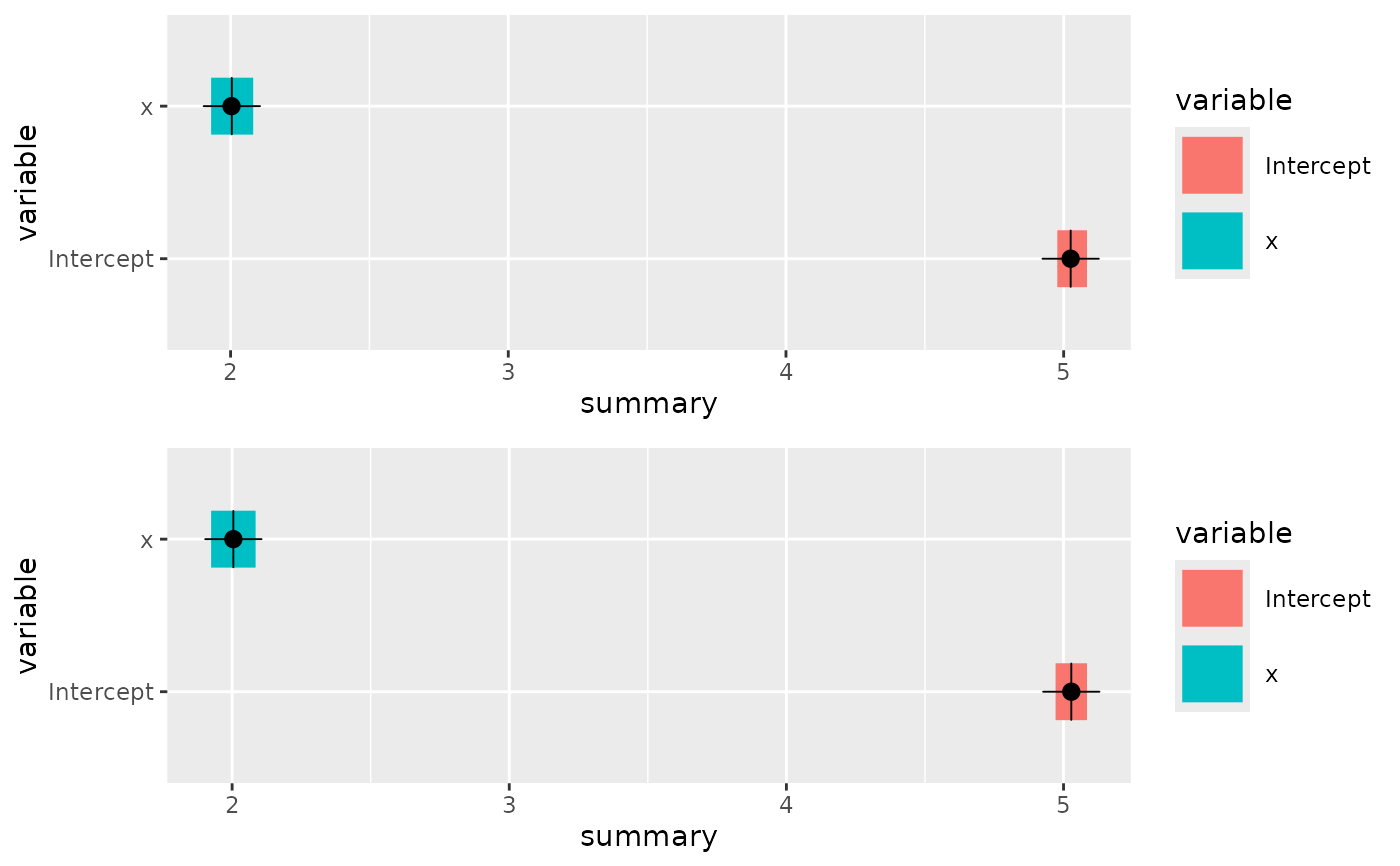 variable
x
Intercept
2 3 4 5
summary
variable
Intercept
x
variable
x
Intercept
2 3 4 5
summary
variable
Intercept
x